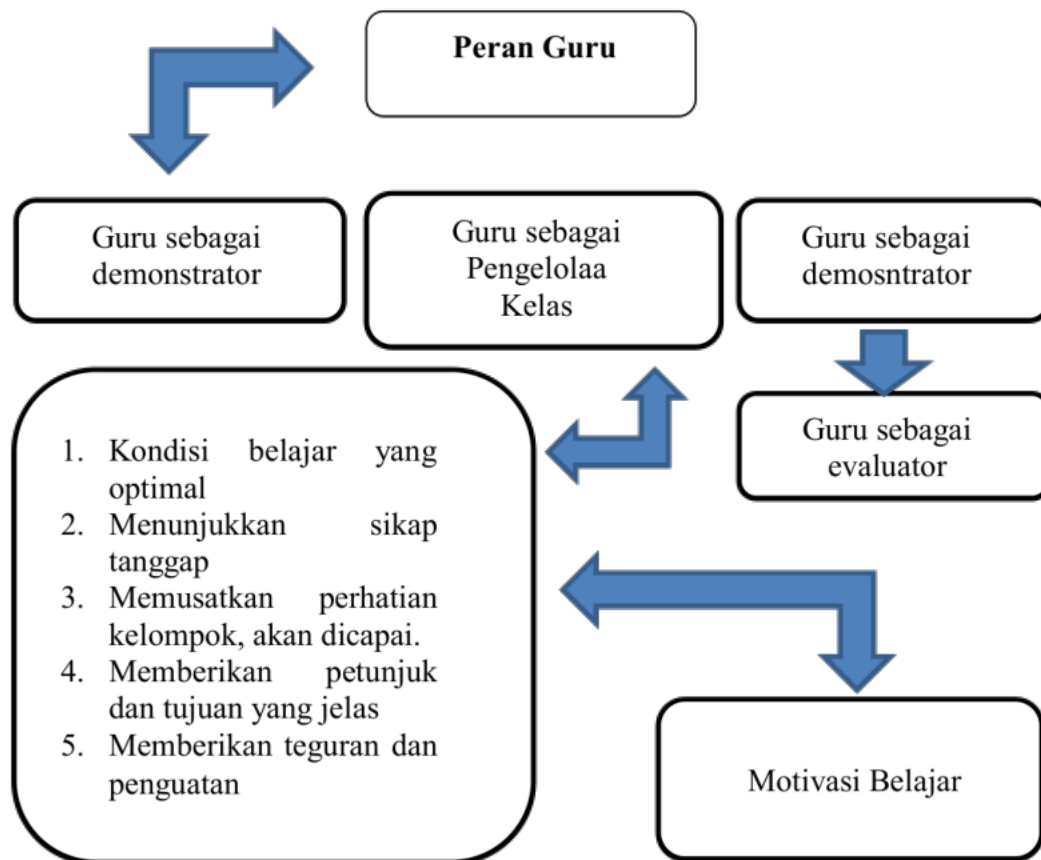 Peran Guru
Guru sebagai
demonstrator
Guru sebagai
Pengelolaa
Kelas
Guru sebagai
demosntrator
Guru sebagai
evaluator
1. Kondisi belajar yang
optimal
2. Menunjukkan sikap
tanggap
3. Memusatkan perhatian
kelompok, akan dicapai.
4. Memberikan petunjuk
dan tujuan yang jelas
5. Memberikan teguran dan
penguatan
Motivasi Belajar